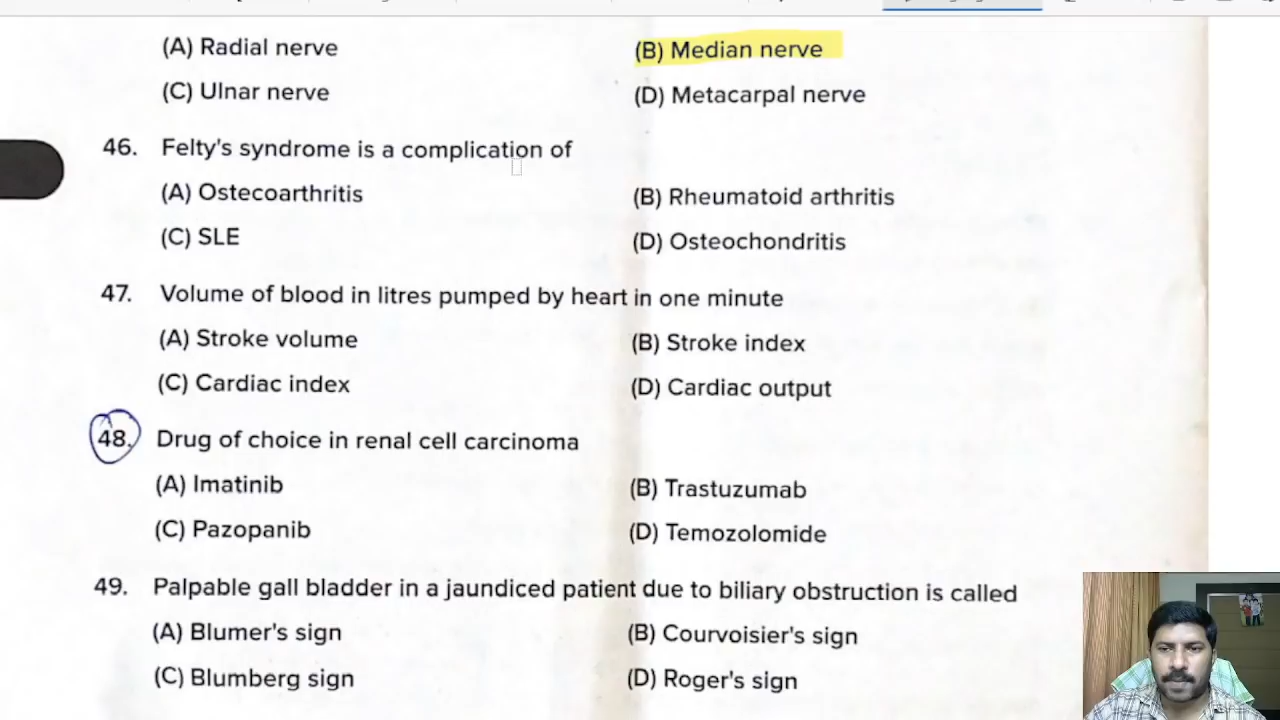 (A) Radial nerve (B) Median nerve
(C) Ulnar nerve (D) Metacarpal nerve
46. Felty's syndrome is a complication of
(A) Ostecoarthritis (B) Rheumatoid arthritis
(C) SLE (D) Osteochondritis
47. Volume of blood in litres pumped by heart in one minute
(A) Stroke volume (B) Stroke index
(C) Cardiac index (D) Cardiac output
48. Drug of choice in renal cell carcinoma
(A) Imatinib (B) Trastuzumab
(C) Pazopanib (D) Temozolomide
49. Palpable gall bladder in a jaundiced patient due to biliary obstruction is called
(A) Blumer's sign (B) Courvoisier's sign
(C) Blumberg sign (D) Roger's sign